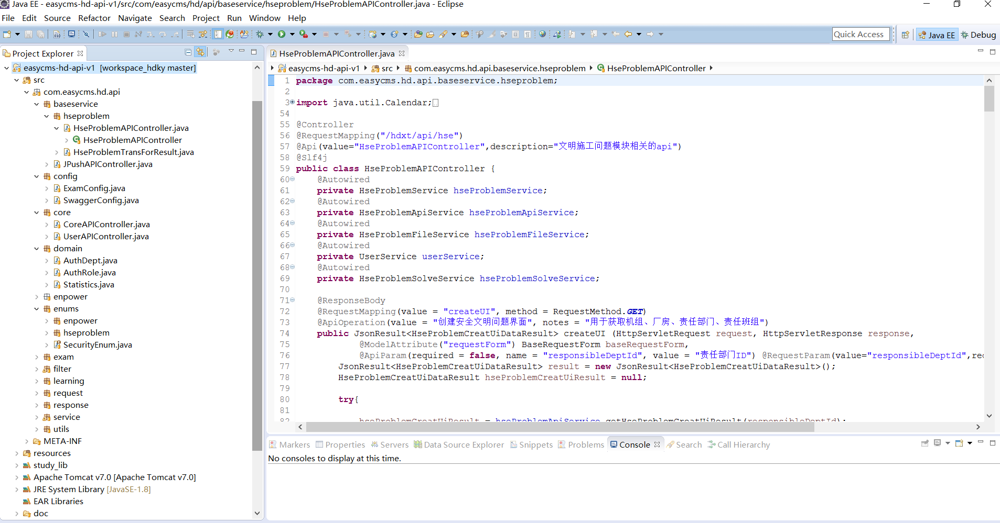 Java EE - easycms-hd-api-v1/src/com/easycms/hd/api/baseservice/hseproblem/HseProblemAPIController.java - Eclipse
File Edit Source Refactor Navigate Search Project Run Window Help
Quick Access Java EE Debug
Project Explorer
easycms-hd-api-v1 [workspace_hdky master]
src
com.easycms.hd.api
baseservice
hseproblem
HseProblemAPIController.java
HseProblemAPIController
HseProblemTransForResult.java
JPushAPIController.java
config
ExamConfig.java
SwaggerConfig.java
core
CoreAPIController.java
UserAPIController.java
domain
AuthDept.java
AuthRole.java
Statistics.java
enpower
enums
enpower
hseproblem
SecurityEnum.java
exam
filter
learning
request
response
service
utils
META-INF
resources
study_lib
Apache Tomcat v7.0 [Apache Tomcat v7.0]
JRE System Library [JavaSE-1.8]
EAR Libraries
doc
HseProblemAPIController.java
easycms-hd-api-v1 src com.easycms.hd.api.baseservice.hseproblem HseProblemAPIController
1 package com.easycms.hd.api.baseservice.hseproblem;
2
3 import java.util.Calendar;
54
55 @Controller
56 @RequestMapping("/hdxt/api/hse")
57 @Api(value="HseProblemAPIController",description="文明施工问题模块相关的api")
58 @Slf4j
59 public class HseProblemAPIController {
60 @Autowired
61 private HseProblemService hseProblemService;
62 @Autowired
63 private HseProblemApiService hseProblemApiService;
64 @Autowired
65 private HseProblemFileService hseProblemFileService;
66 @Autowired
67 private UserService userService;
68 @Autowired
69 private HseProblemSolveService hseProblemSolveService;
70
71 @ResponseBody
72 @RequestMapping(value = "createUI", method = RequestMethod.GET)
73 @ApiOperation(value = "创建安全文明问题界面", notes = "用于获取机组、厂房、责任部门、责任班组")
74 public JsonResult<HseProblemCreatUiDataResult> createUI (HttpServletRequest request, HttpServletResponse response,
75 @ModelAttribute("requestForm") BaseRequestForm baseRequestForm,
76 @ApiParam(required = false, name = "responsibleDeptId", value = "责任部门ID") @RequestParam(value="responsibleDeptId",rec
77 JsonResult<HseProblemCreatUiDataResult> result = new JsonResult<HseProblemCreatUiDataResult>();
78 HseProblemCreatUiDataResult hseProblemCreatUiResult = null;
79
80 try{
81
82 hseProblemCreatUiResult = hseProblemApiService.getHseProblemCreatUiResult(responsibleDeptId);
Markers Properties Servers Data Source Explorer Snippets Problems Console Search Call Hierarchy
No consoles to display at this time.